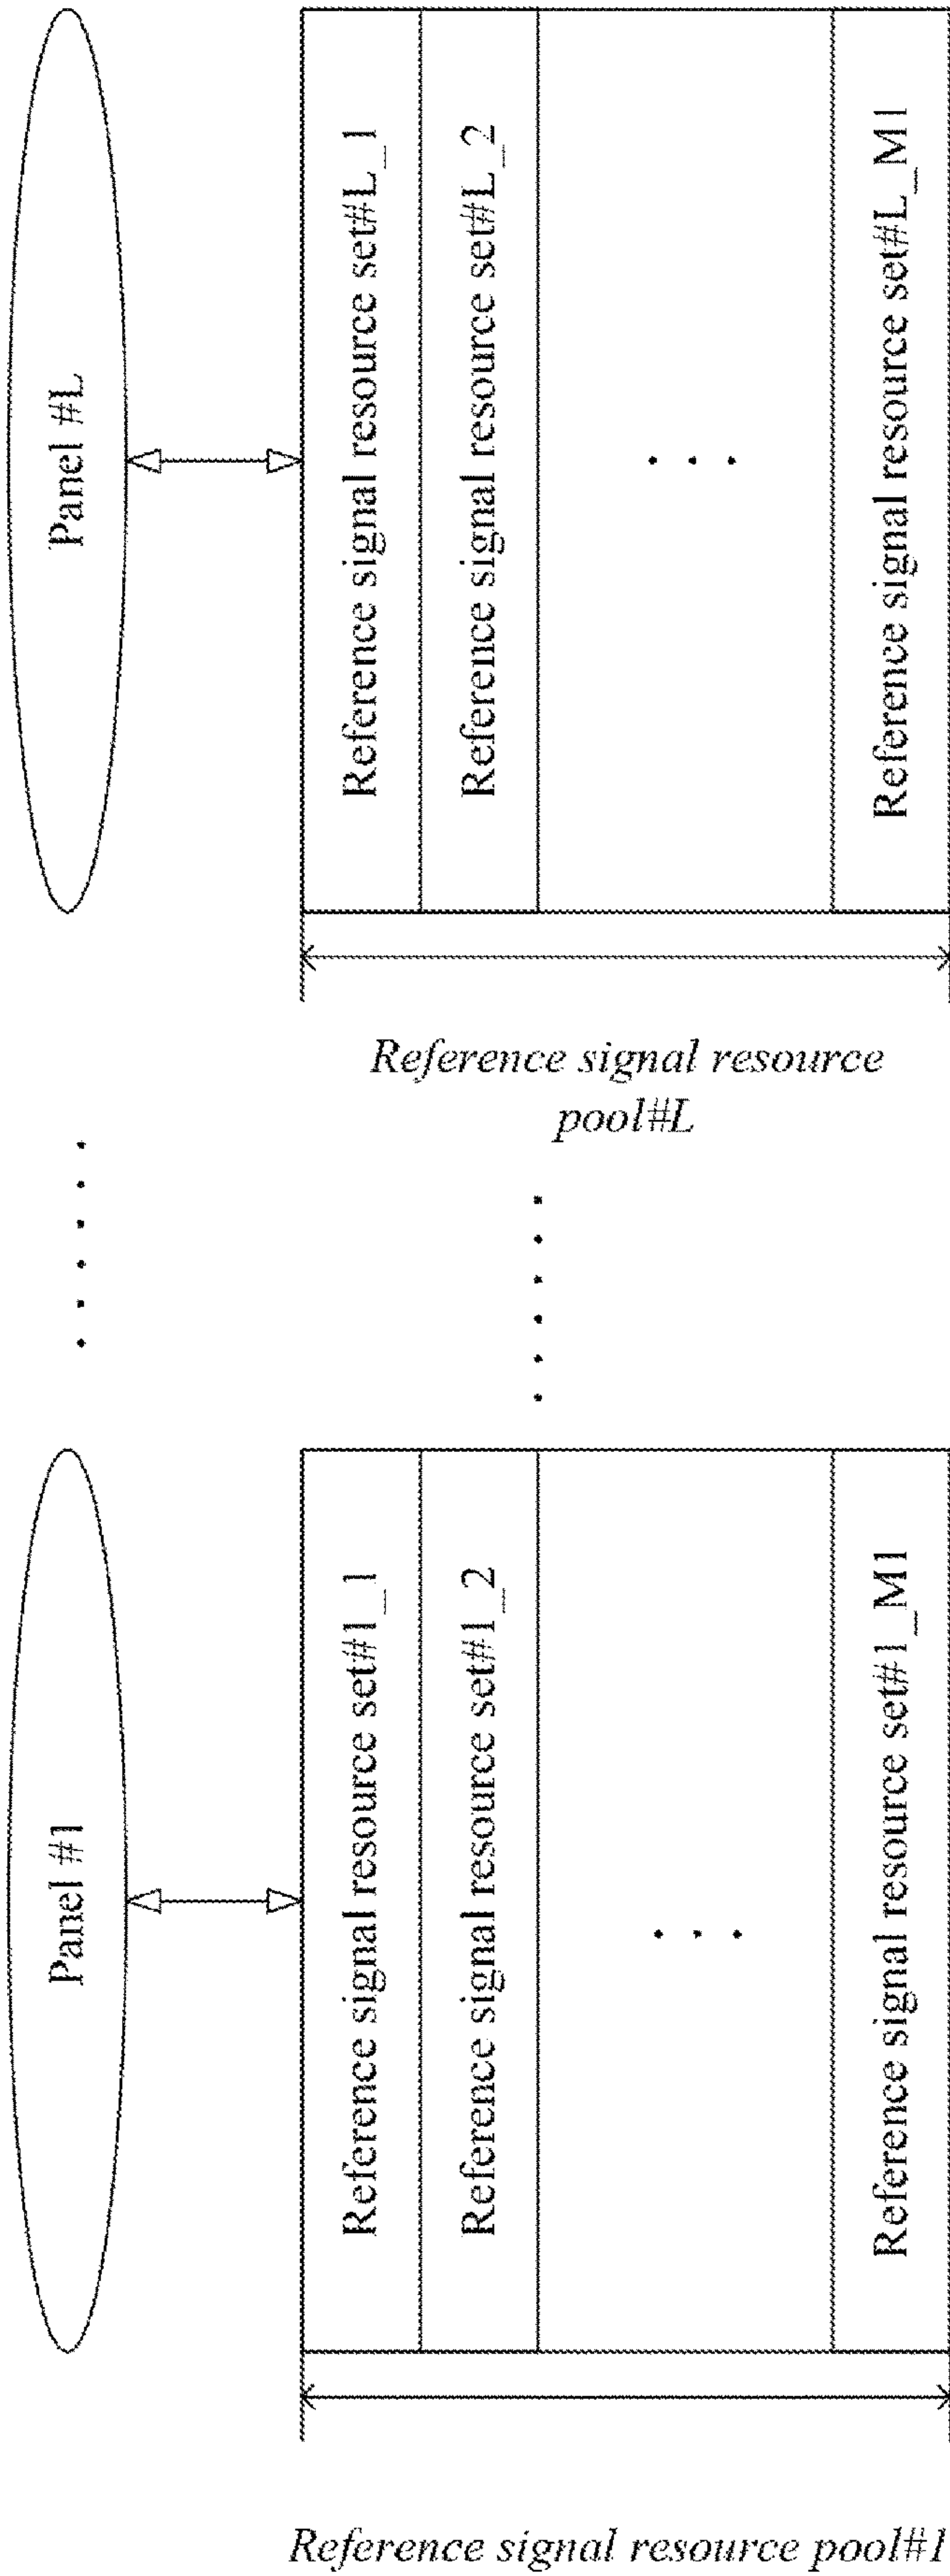 Panel #1
Reference signal resource set#1_1
Reference signal resource set#1_2
Reference signal resource set#1_M1
Reference signal resource pool#1
Panel #L
Reference signal resource set#L_1
Reference signal resource set#L_2
Reference signal resource set#L_M1
Reference signal resource
pool#L